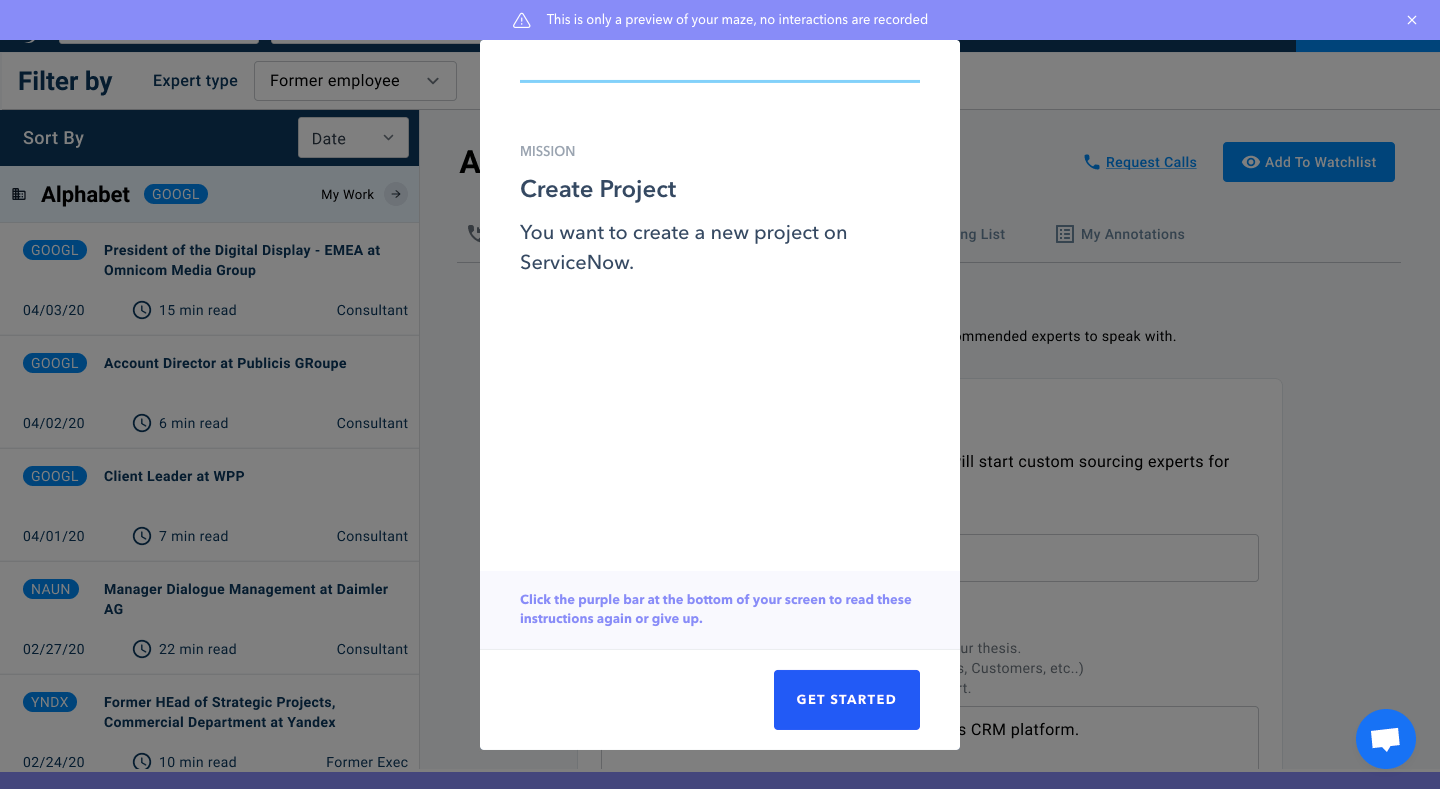 This is only a preview of your maze, no interactions are recorded
Filter by
Expert type
Former employee
Sort By
Date
Alphabet
GOOGL
My Work
GOOGL
President of the Digital Display - EMEA at
Omnicom Media Group
04/03/20
15 min read
Consultant
GOOGL
Account Director at Publicis GRoupe
04/02/20
6 min read
Consultant
GOOGL
Client Leader at WPP
04/01/20
7 min read
Consultant
NAUN
Manager Dialogue Management at Daimler
AG
02/27/20
22 min read
Consultant
YNDX
Former HEad of Strategic Projects,
Commercial Department at Yandex
02/24/20
10 min read
Former Exec
MISSION
Create Project
You want to create a new project on
ServiceNow.
Click the purple bar at the bottom of your screen to read these
instructions again or give up.
GET STARTED
A
Request Calls
Add To Watchlist
ng List
My Annotations
ommended experts to speak with.
ill start custom sourcing experts for
ur thesis.
s, Customers, etc..)
rt.
s CRM platform.